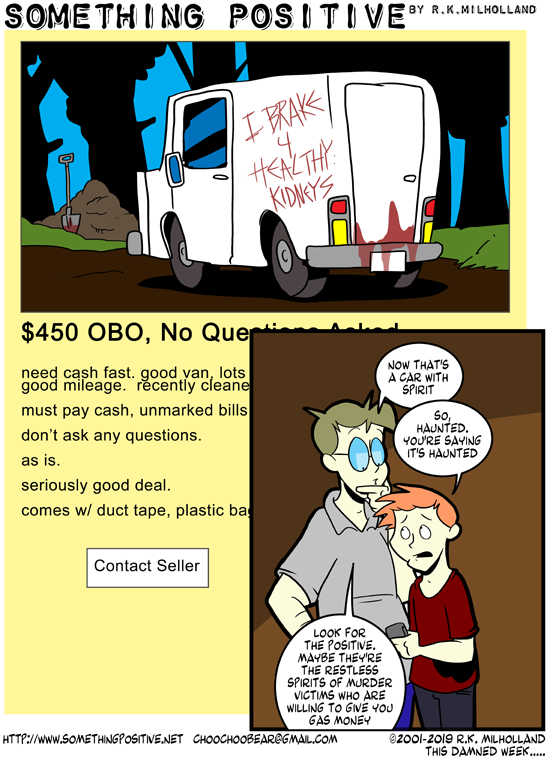 SOMETHING POSITIVE BY R.K.MILHOLLAND
I BRAKE
4
HEALTHY
KIDNEYS
$450 OBO, No Questions Asked
need cash fast. good van, lots
good mileage. recently cleane
must pay cash, unmarked bills
don't ask any questions.
as is.
seriously good deal.
comes w/ duct tape, plastic bag
Contact Seller
NOW THAT'S
A CAR WITH
SPIRIT
SO,
HAUNTED.
YOU'RE SAYING
IT'S HAUNTED
LOOK FOR
THE POSITIVE.
MAYBE THEY'RE
THE RESTLESS
SPIRITS OF MURDER
VICTIMS WHO ARE
WILLING TO GIVE YOU
GAS MONEY
HTTP://WWW.SOMETHINGPOSITIVE.NET CHOOCHOOBEAR@GMAIL.COM ©2001-2019 R.K. MILHOLLAND
THIS DAMNED WEEK.....